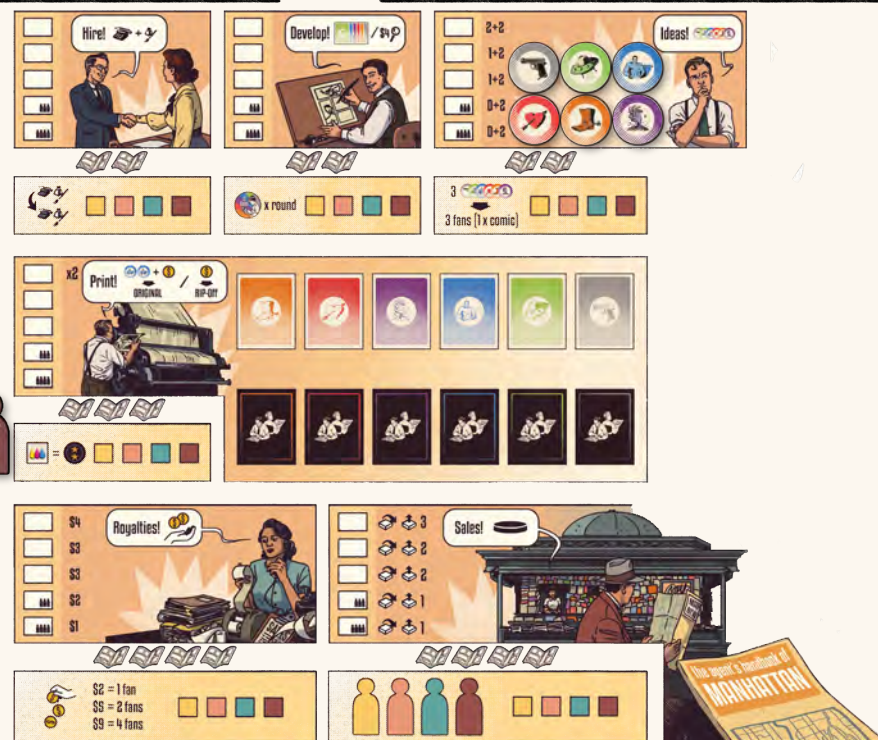 Hire! +
Develop! / $4
Ideas!
2+2
1+2
1+2
0+2
0+2
x round
3
3 fans (1 x comic)
x2
Print! + /
ORIGINAL
RIP-OFF
=
Royalties!
$4
$3
$3
$2
$1
Sales!
3
2
2
1
1
$2 = 1 fan
$5 = 2 fans
$9 = 4 fans
the agent's handbook of
MANHATTAN